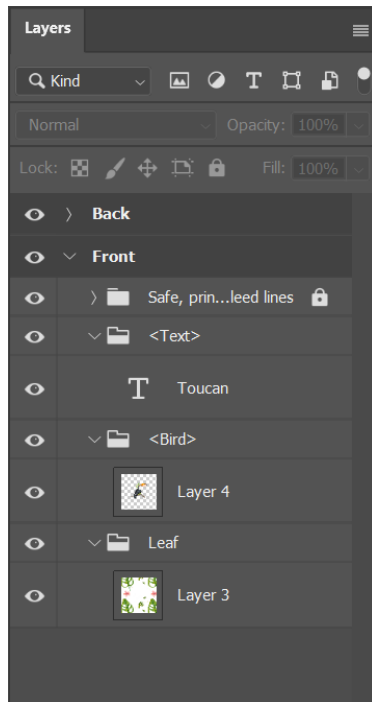 Layers
Kind
Normal Opacity: 100%
Lock: Fill: 100%
Back
Front
Safe, prin...leed lines
<Text>
T Toucan
<Bird>
Layer 4
Leaf
Layer 3